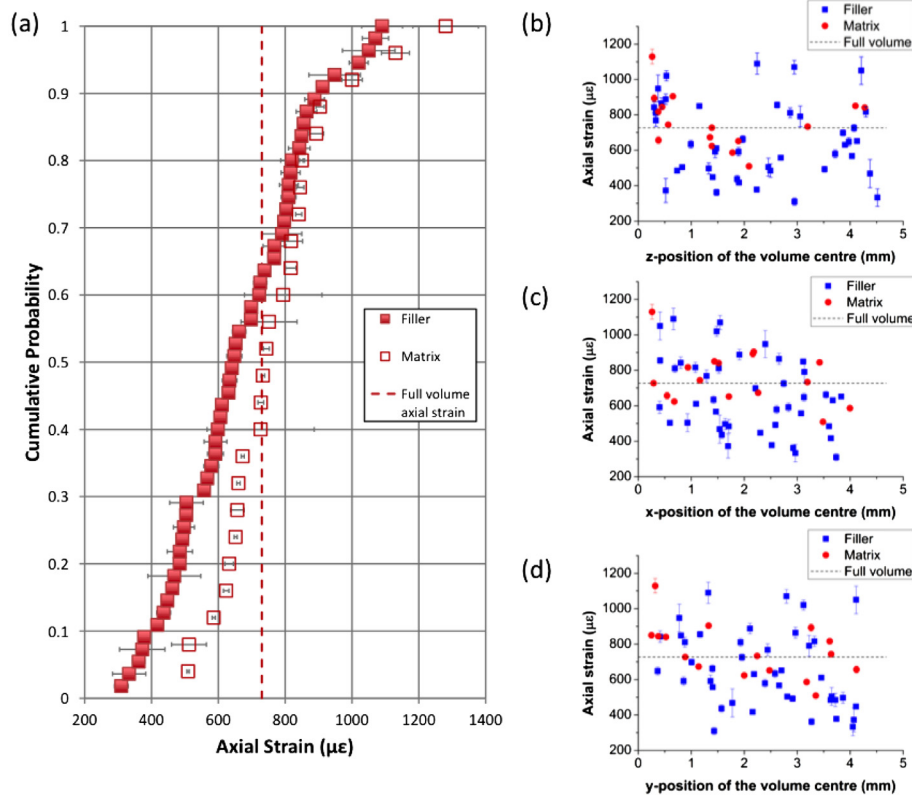 (a)
Cumulative Probability
1
0.9
0.8
0.7
0.6
0.5
0.4
0.3
0.2
0.1
0
200
400
600
800
1000
1200
1400
Axial Strain (µε)
Filler
Matrix
Full volume
axial strain
(b)
Filler
Matrix
Full volume
Axial strain (µε)
1200
1000
800
600
400
200
0
1
2
3
4
5
z-position of the volume centre (mm)
(c)
Filler
Matrix
Full volume
Axial strain (µε)
1200
1000
800
600
400
200
0
1
2
3
4
5
x-position of the volume centre (mm)
(d)
Filler
Matrix
Full volume
Axial strain (µε)
1200
1000
800
600
400
200
0
1
2
3
4
5
y-position of the volume centre (mm)